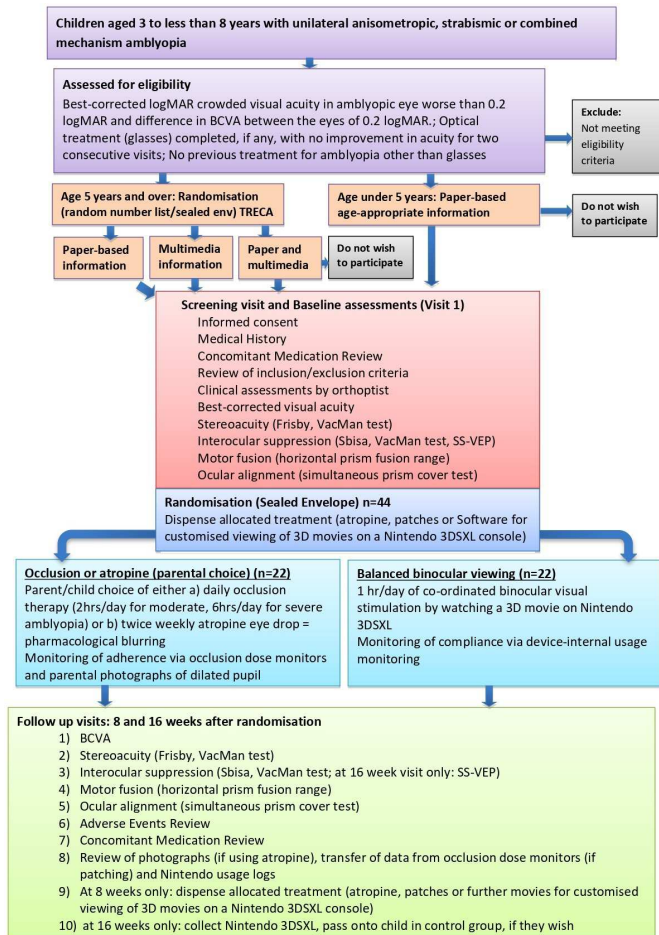 Children aged 3 to less than 8 years with unilateral anisometropic, strabismic or combined
mechanism amblyopia
Assessed for eligibility
Best-corrected logMAR crowded visual acuity in amblyopic eye worse than 0.2
logMAR and difference in BCVA between the eyes of 0.2 logMAR.; Optical
treatment (glasses) completed, if any, with no improvement in acuity for two
consecutive visits; No previous treatment for amblyopia other than glasses
Exclude:
Not meeting
eligibility
criteria
Age 5 years and over: Randomisation
(random number list/sealed env) TRECA
Age under 5 years: Paper-based
age-appropriate information
Do not wish
to participate
Paper-based
information
Multimedia
information
Paper and
multimedia
Do not wish
to participate
Screening visit and Baseline assessments (Visit 1)
Informed consent
Medical History
Concomitant Medication Review
Review of inclusion/exclusion criteria
Clinical assessments by orthoptist
Best-corrected visual acuity
Stereoacuity (Frisby, VacMan test)
Interocular suppression (Sbisa, VacMan test, SS-VEP)
Motor fusion (horizontal prism fusion range)
Ocular alignment (simultaneous prism cover test)
Randomisation (Sealed Envelope) n=44
Dispense allocated treatment (atropine, patches or Software for
customised viewing of 3D movies on a Nintendo 3DSXL console)
Occlusion or atropine (parental choice) (n=22)
Parent/child choice of either a) daily occlusion
therapy (2hrs/day for moderate, 6hrs/day for severe
amblyopia) or b) twice weekly atropine eye drop =
pharmacological blurring
Monitoring of adherence via occlusion dose monitors
and parental photographs of dilated pupil
Balanced binocular viewing (n=22)
1 hr/day of co-ordinated binocular visual
stimulation by watching a 3D movie on Nintendo
3DSXL
Monitoring of compliance via device-internal usage
monitoring
Follow up visits: 8 and 16 weeks after randomisation
1) BCVA
2) Stereoacuity (Frisby, VacMan test)
3) Interocular suppression (Sbisa, VacMan test; at 16 week visit only: SS-VEP)
4) Motor fusion (horizontal prism fusion range)
5) Ocular alignment (simultaneous prism cover test)
6) Adverse Events Review
7) Concomitant Medication Review
8) Review of photographs (if using atropine), transfer of data from occlusion dose monitors (if
patching) and Nintendo usage logs
9) At 8 weeks only: dispense allocated treatment (atropine, patches or further movies for customised
viewing of 3D movies on a Nintendo 3DSXL console)
10) at 16 weeks only: collect Nintendo 3DSXL, pass onto child in control group, if they wish